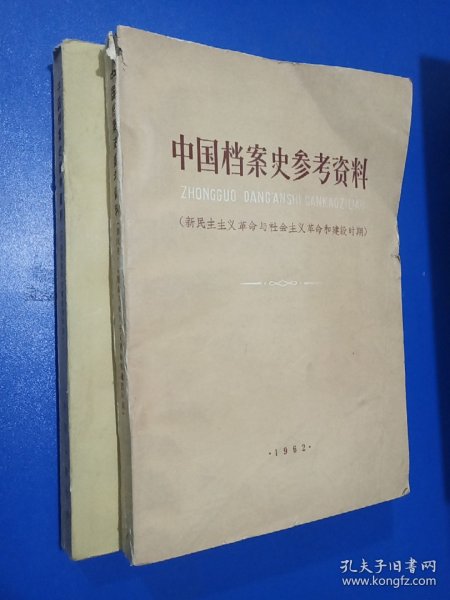 中国档案史参考资料
ZHONGGUO DANG'ANSHI CANKAOZILIAO
(新民主主义革命与社会主义革命和建设时期)
·1962·
孔夫子旧书网
www.kongfz.com